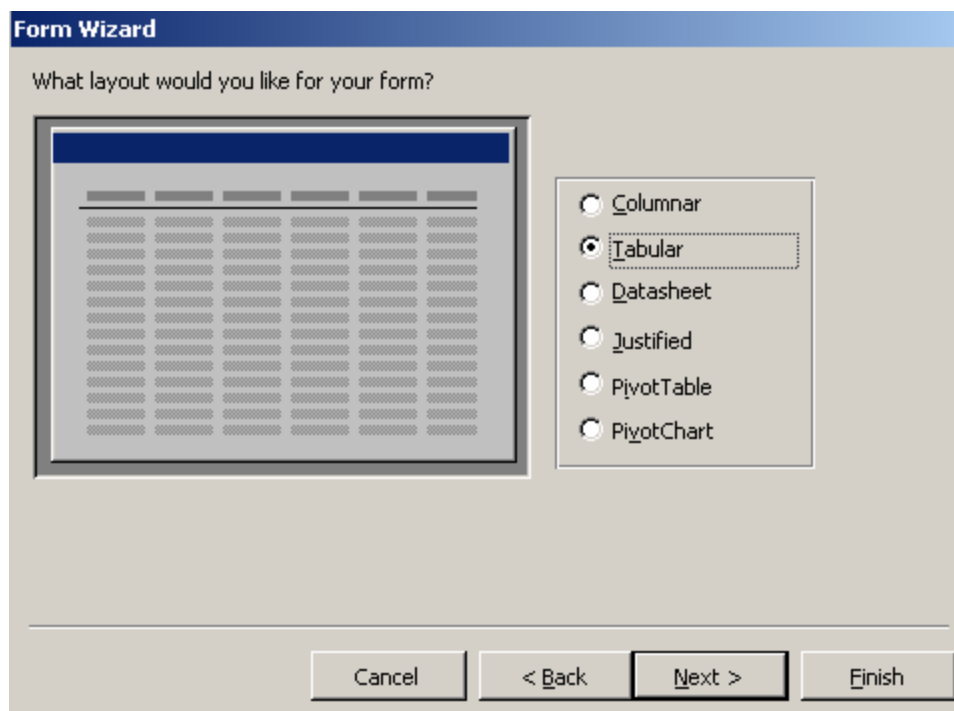 Form Wizard
What layout would you like for your form?
Columnar
Tabular
Datasheet
Justified
PivotTable
PivotChart
Cancel
< Back
Next >
Finish